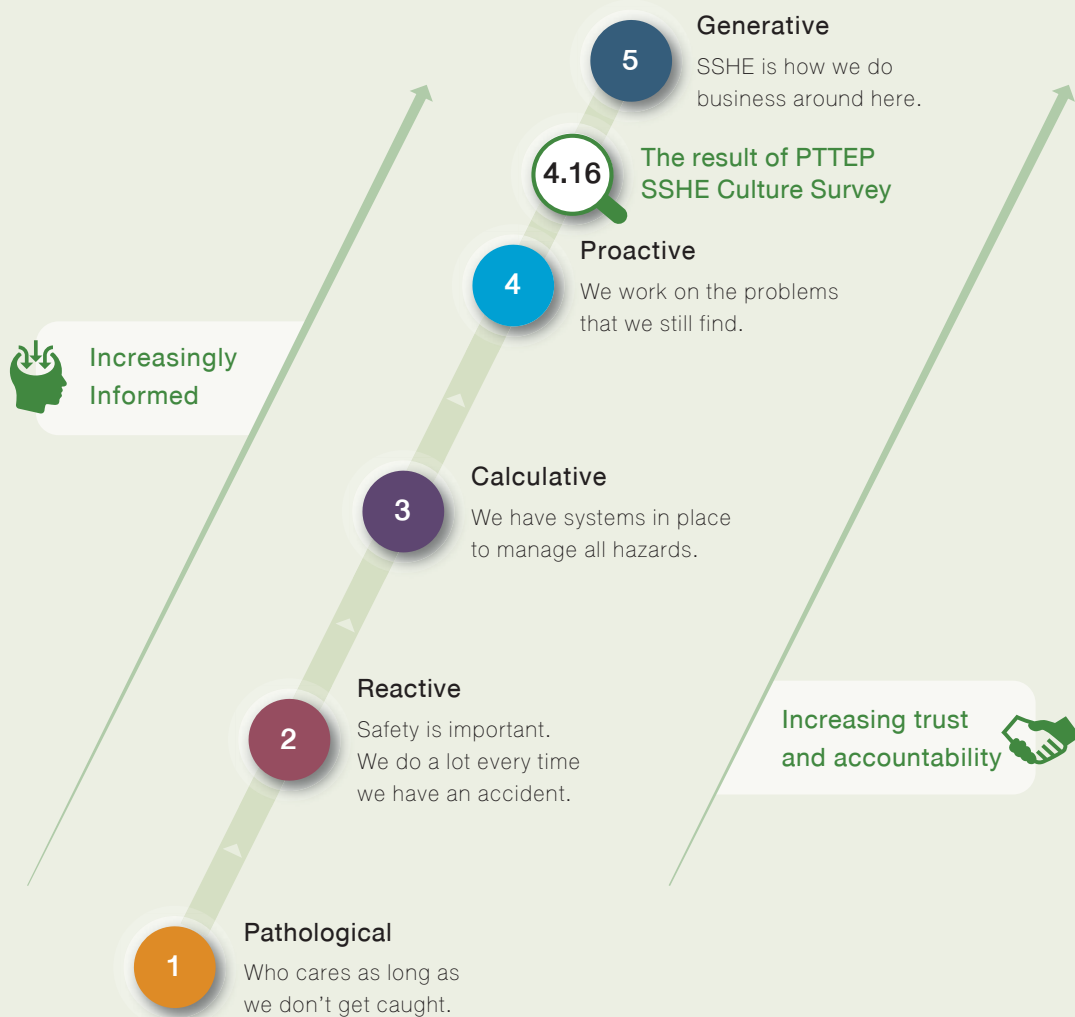 5
Generative
SSHE is how we do
business around here.
4.16
The result of PTTEP
SSHE Culture Survey
4
Proactive
We work on the problems
that we still find.
Increasingly
Informed
3
Calculative
We have systems in place
to manage all hazards.
2
Reactive
Safety is important.
We do a lot every time
we have an accident.
Increasing trust
and accountability
1
Pathological
Who cares as long as
we don’t get caught.